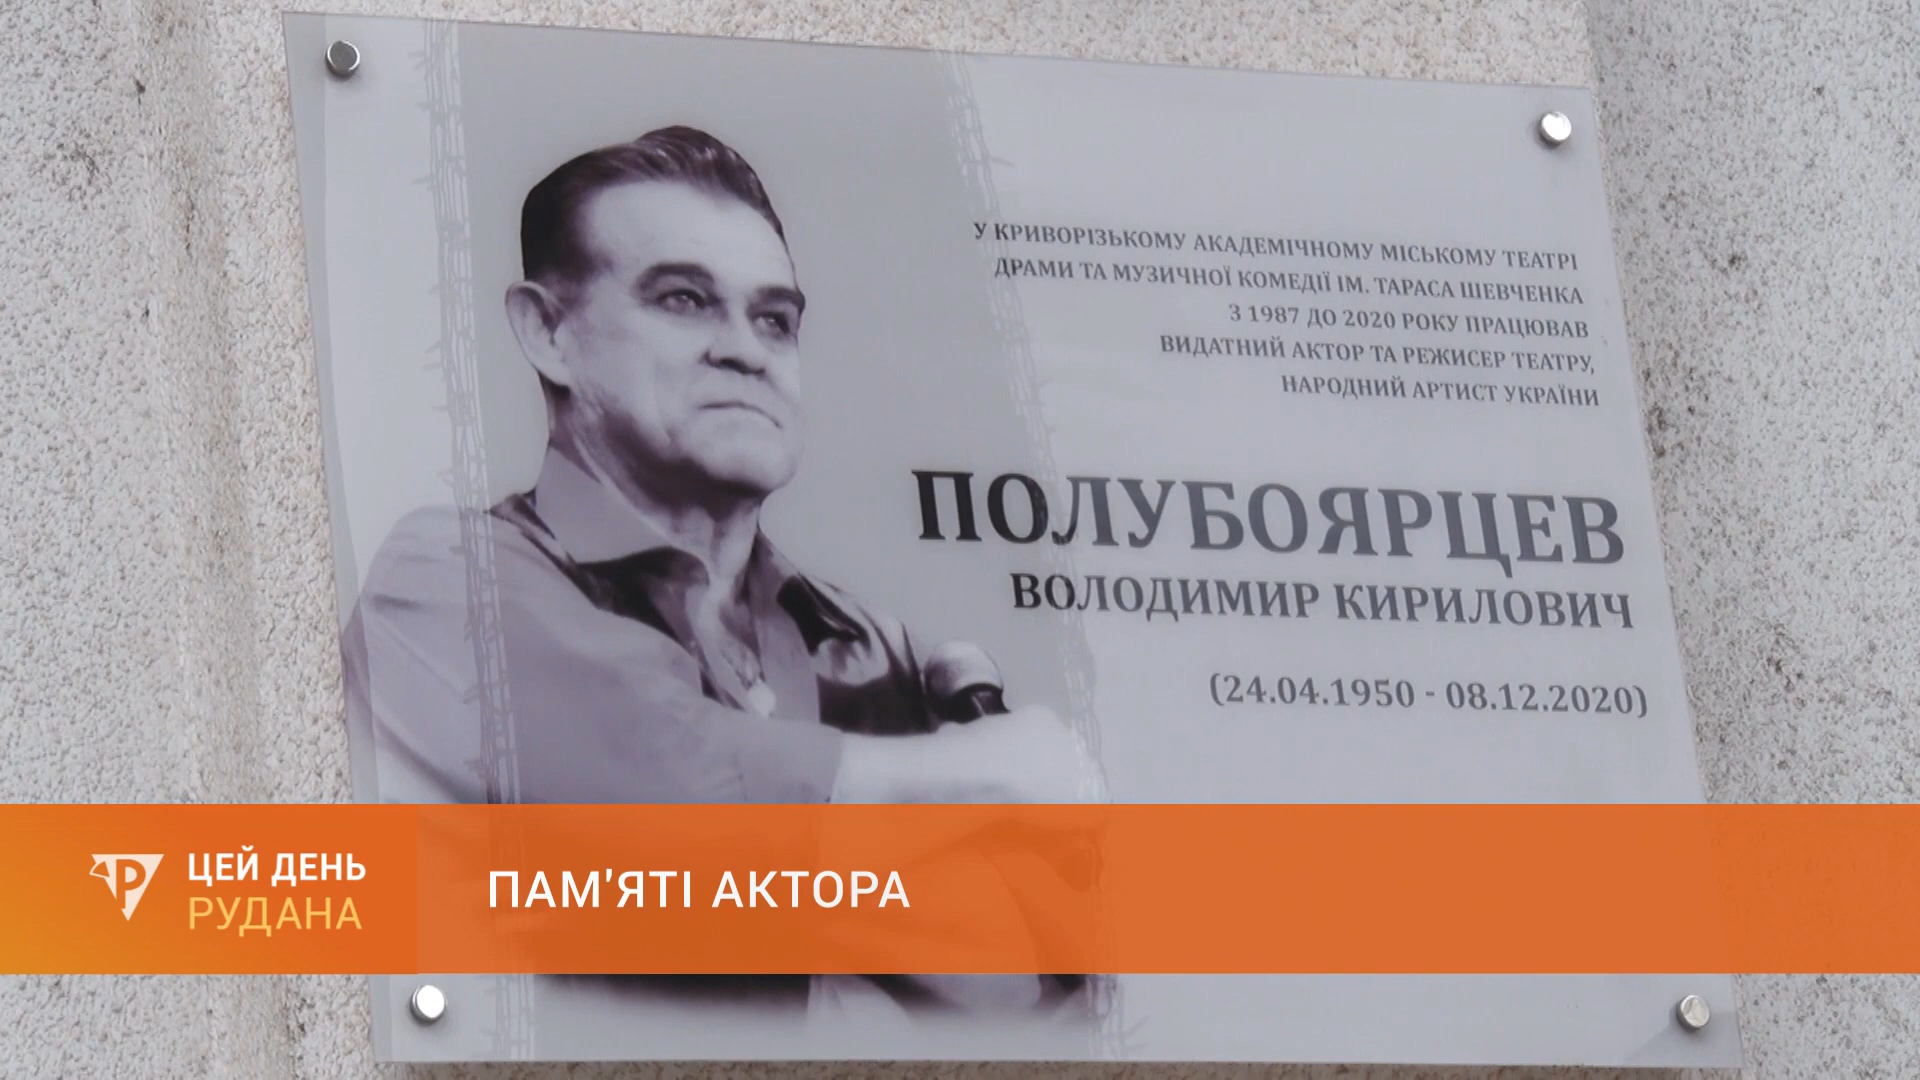 У КРИВОРІЗЬКОМУ АКАДЕМІЧНОМУ МІСЬКОМУ ТЕАТРІ
ДРАМИ ТА МУЗИЧНОЇ КОМЕДІЇ ІМ. ТАРАСА ШЕВЧЕНКА
З 1987 ДО 2020 РОКУ ПРАЦЮВАВ
ВИДАТНИЙ АКТОР ТА РЕЖИСЕР ТЕАТРУ,
НАРОДНИЙ АРТИСТ УКРАЇНИ
ПОЛУБОЯРЦЕВ
ВОЛОДИМИР КИРИЛОВИЧ
(24.04.1950 - 08.12.2020)
ЦЕЙ ДЕНЬ
РУДАНА
ПАМ'ЯТІ АКТОРА